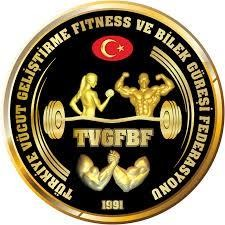 TÜRKİYE VÜCUT GELİŞTİRME FITNESS VE BİLEK GÜREŞİ FEDERASYONU
TVGFBF
1991